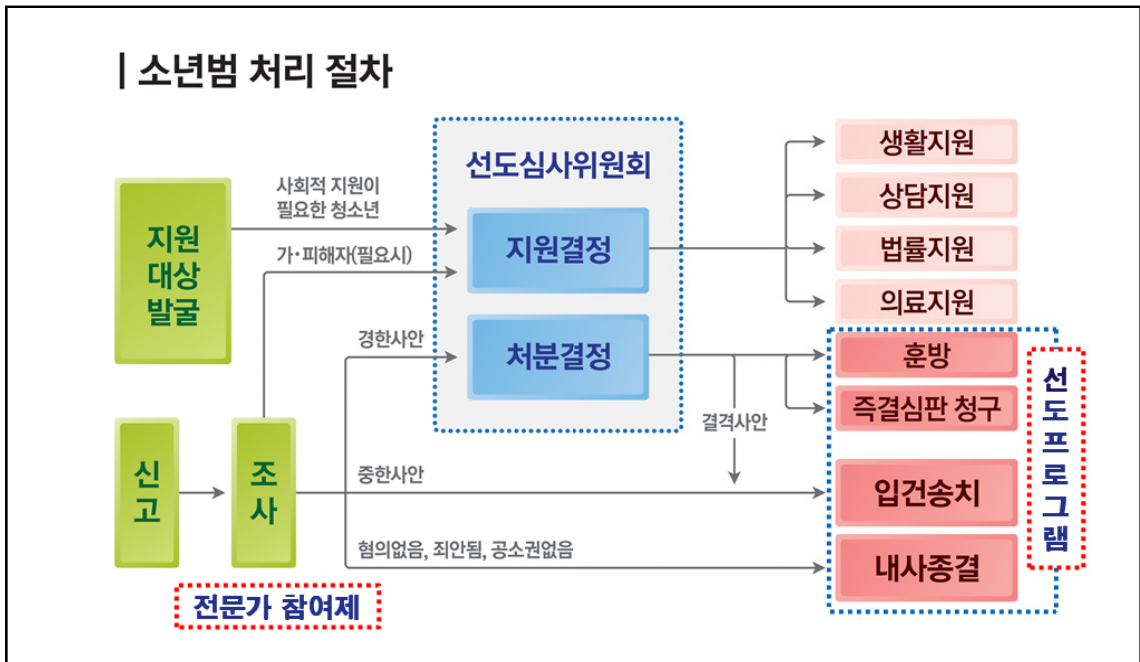 | 소년범 처리 절차
선도심사위원회
지원
대상
발굴
사회적 지원이
필요한 청소년
가·피해자(필요시)
지원결정
생활지원
상담지원
법률지원
의료지원
경한사안
처분결정
훈방
즉결심판 청구
결격사안
신
고
조
사
중한사안
입건송치
혐의없음, 죄안됨, 공소권없음
내사종결
선
도
프
로
그
램
전문가 참여제